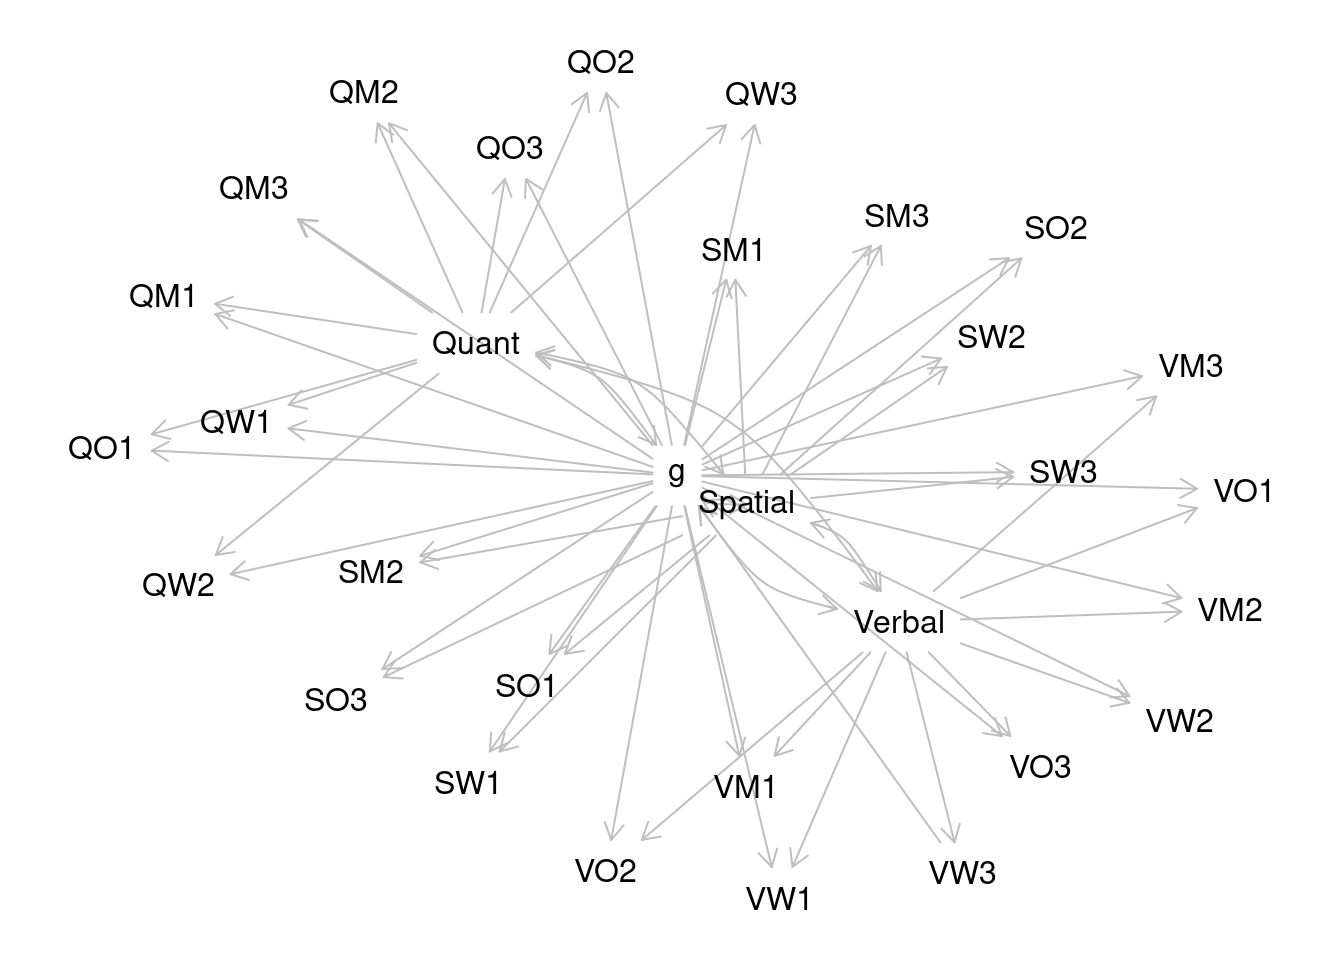 QO2
QM2
QW3
QO3
QM3
SM3
SO2
SM1
QM1
SW2
Quant
VM3
QW1
QO1
g
SW3
VO1
Spatial
SM2
QW2
VM2
Verbal
SO1
SO3
VW2
VO3
SW1
VM1
VO2
VW3
VW1